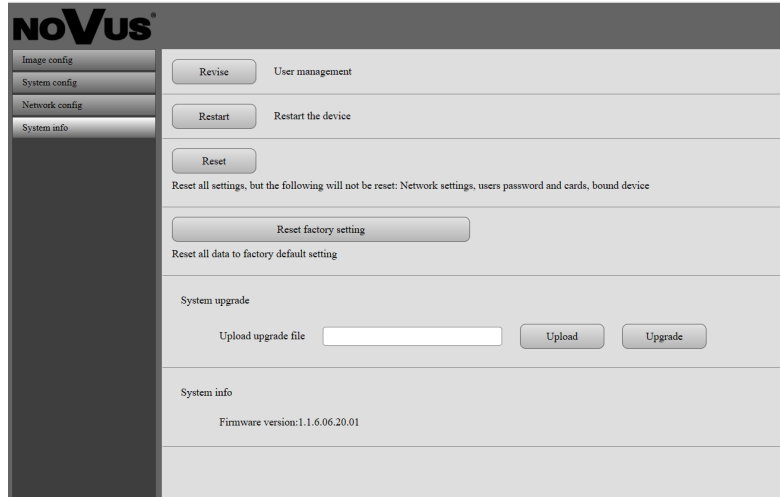 NOVUS®
Image config
System config
Network config
System info
Revise User management
Restart Restart the device
Reset
Reset all settings, but the following will not be reset: Network settings, users password and cards, bound device
Reset factory setting
Reset all data to factory default setting
System upgrade
Upload upgrade file Upload Upgrade
System info
Firmware version:1.1.6.06.20.01